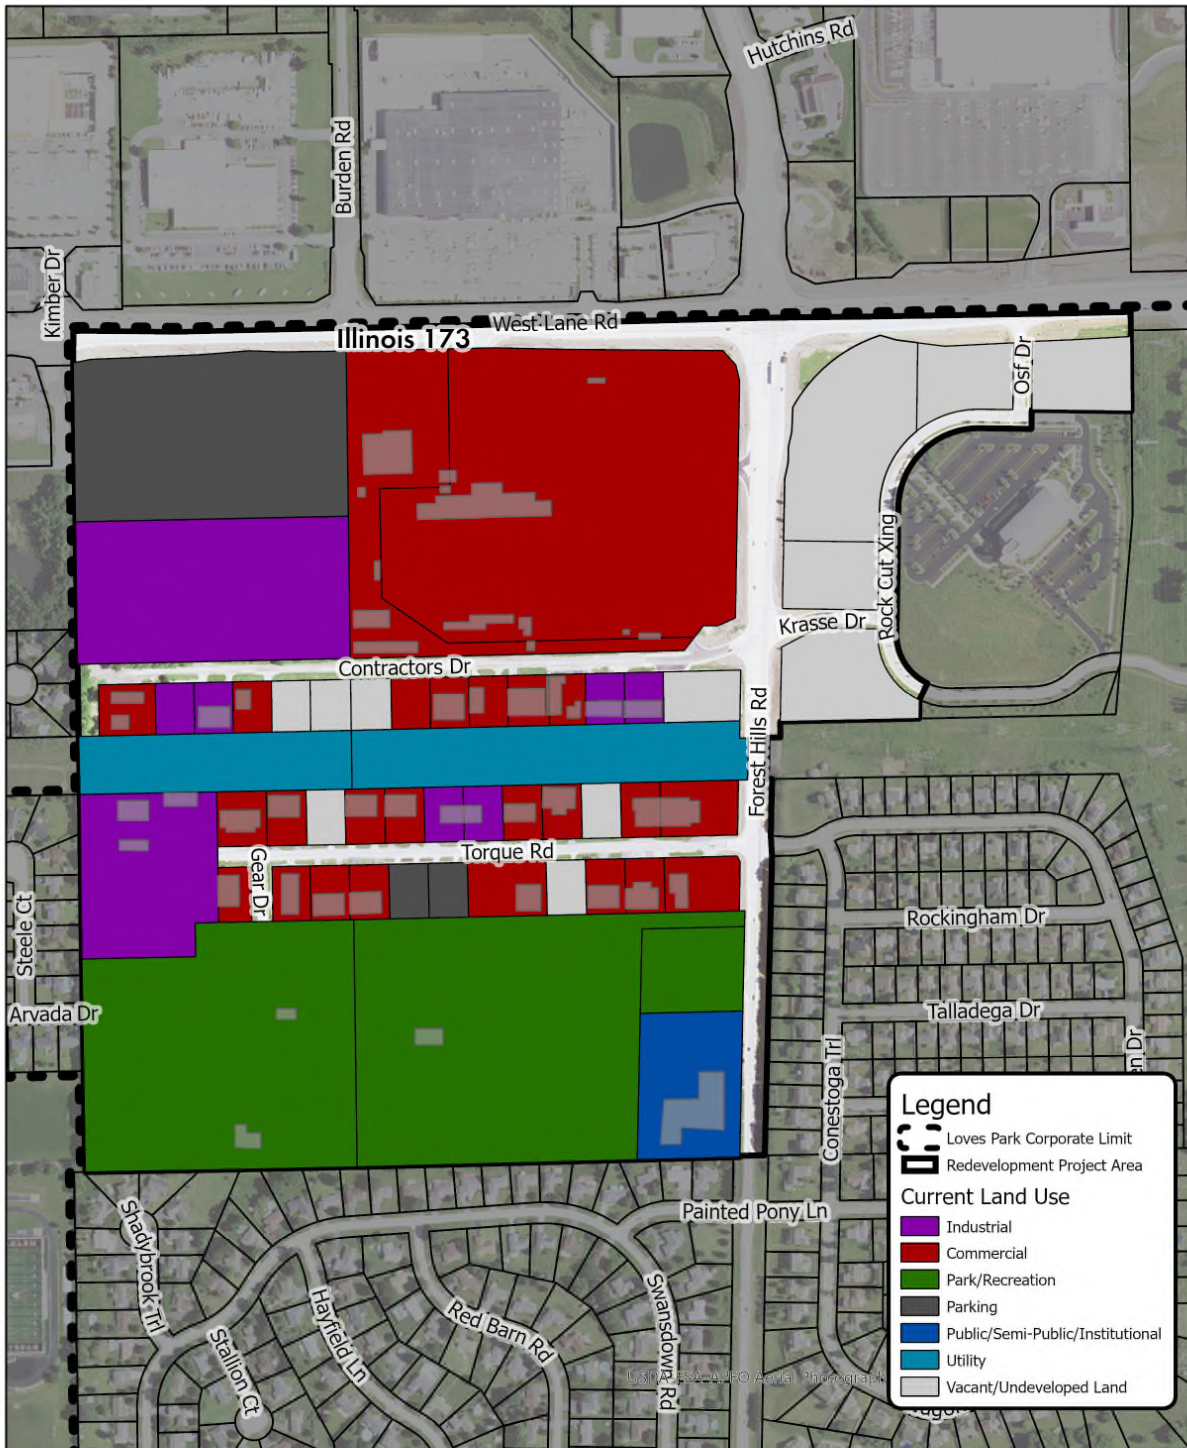 Hutchins Rd
Burden Rd
Kimber Dr
West Lane Rd
Illinois 173
Osf Dr
Rock Cut Xing
Krasse Dr
Contractors Dr
Forest Hills Rd
Torque Rd
Gear Dr
Steele Ct
Rockingham Dr
Arvada Dr
Talladega Dr
Conestoga Trl
en Dr
Painted Pony Ln
Shadybrook Trl
Hayfield Ln
Stallion Ct
Red Barn Rd
Swansdown Rd
Legend
Loves Park Corporate Limit
Redevelopment Project Area
Current Land Use
Industrial
Commercial
Park/Recreation
Parking
Public/Semi-Public/Institutional
Utility
Vacant/Undeveloped Land